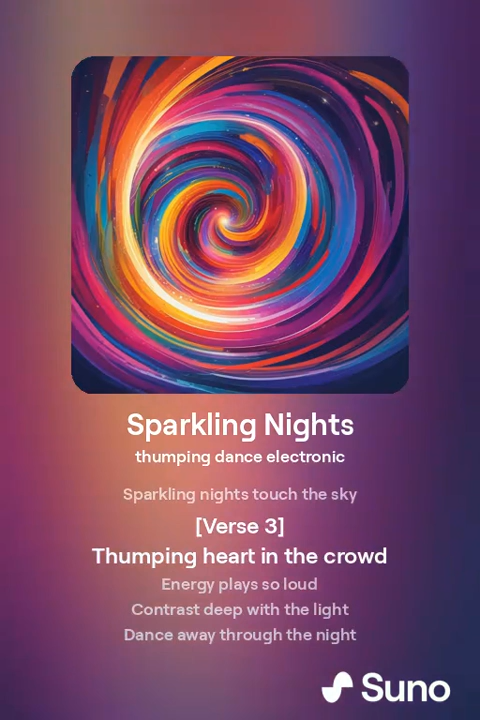 Sparkling Nights
thumping dance electronic
Sparkling nights touch the sky
[Verse 3]
Thumping heart in the crowd
Energy plays so loud
Contrast deep with the light
Dance away through the night
Suno